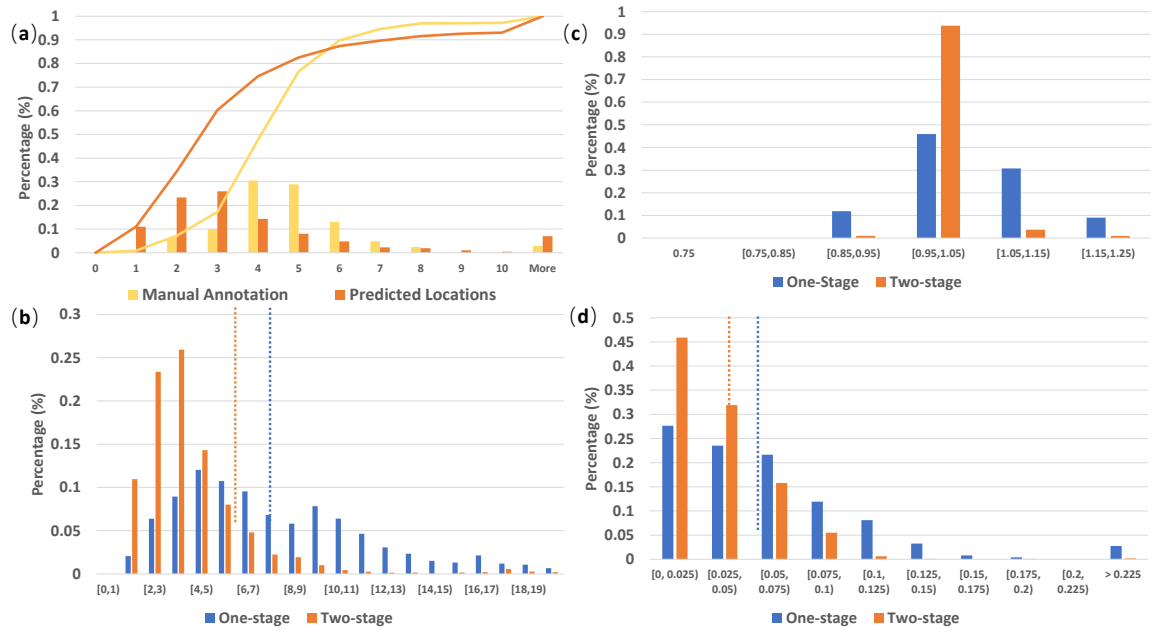 (a)
Percentage (%)
1
0.9
0.8
0.7
0.6
0.5
0.4
0.3
0.2
0.1
0
0 1 2 3 4 5 6 7 8 9 10 More
Manual Annotation Predicted Locations
(c)
Percentage (%)
1
0.9
0.8
0.7
0.6
0.5
0.4
0.3
0.2
0.1
0
0.75 [0.75,0.85) [0.85,0.95) [0.95,1.05) [1.05,1.15) [1.15,1.25)
One-Stage Two-stage
(b)
Percentage (%)
0.3
0.25
0.2
0.15
0.1
0.05
0
[0,1) [2,3) [4,5) [6,7) [8,9) [10,11) [12,13) [14,15) [16,17) [18,19)
One-stage Two-stage
(d)
Percentage (%)
0.5
0.45
0.4
0.35
0.3
0.25
0.2
0.15
0.1
0.05
0
[0, 0.025) [0.025, [0.05, [0.075, [0.1, [0.125, [0.15, [0.175, [0.2, > 0.225
0.05) 0.075) 0.1) 0.125) 0.15) 0.175) 0.2) 0.225)
One-stage Two-stage